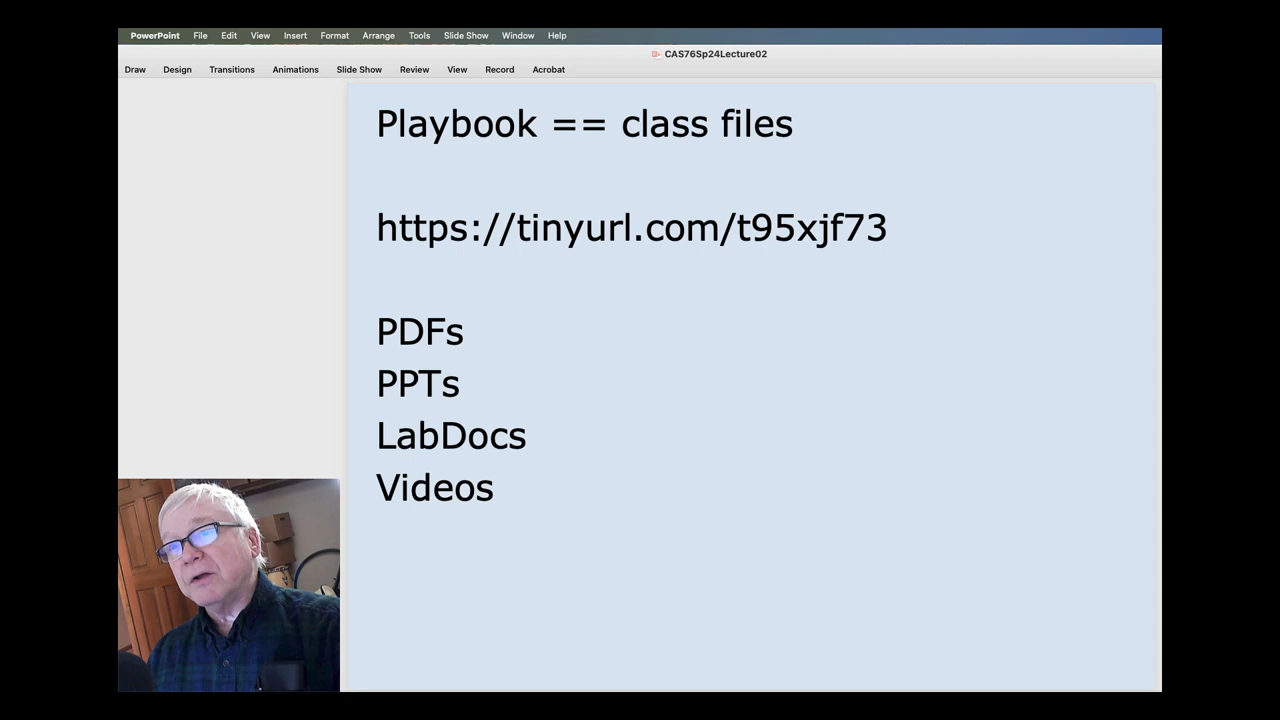 PowerPoint File Edit View Insert Format Arrange Tools Slide Show Window Help
CAS76Sp24Lecture02
Draw Design Transitions Animations Slide Show Review View Record Acrobat
Playbook == class files
https://tinyurl.com/t95xjf73
PDFs
PPTs
LabDocs
Videos